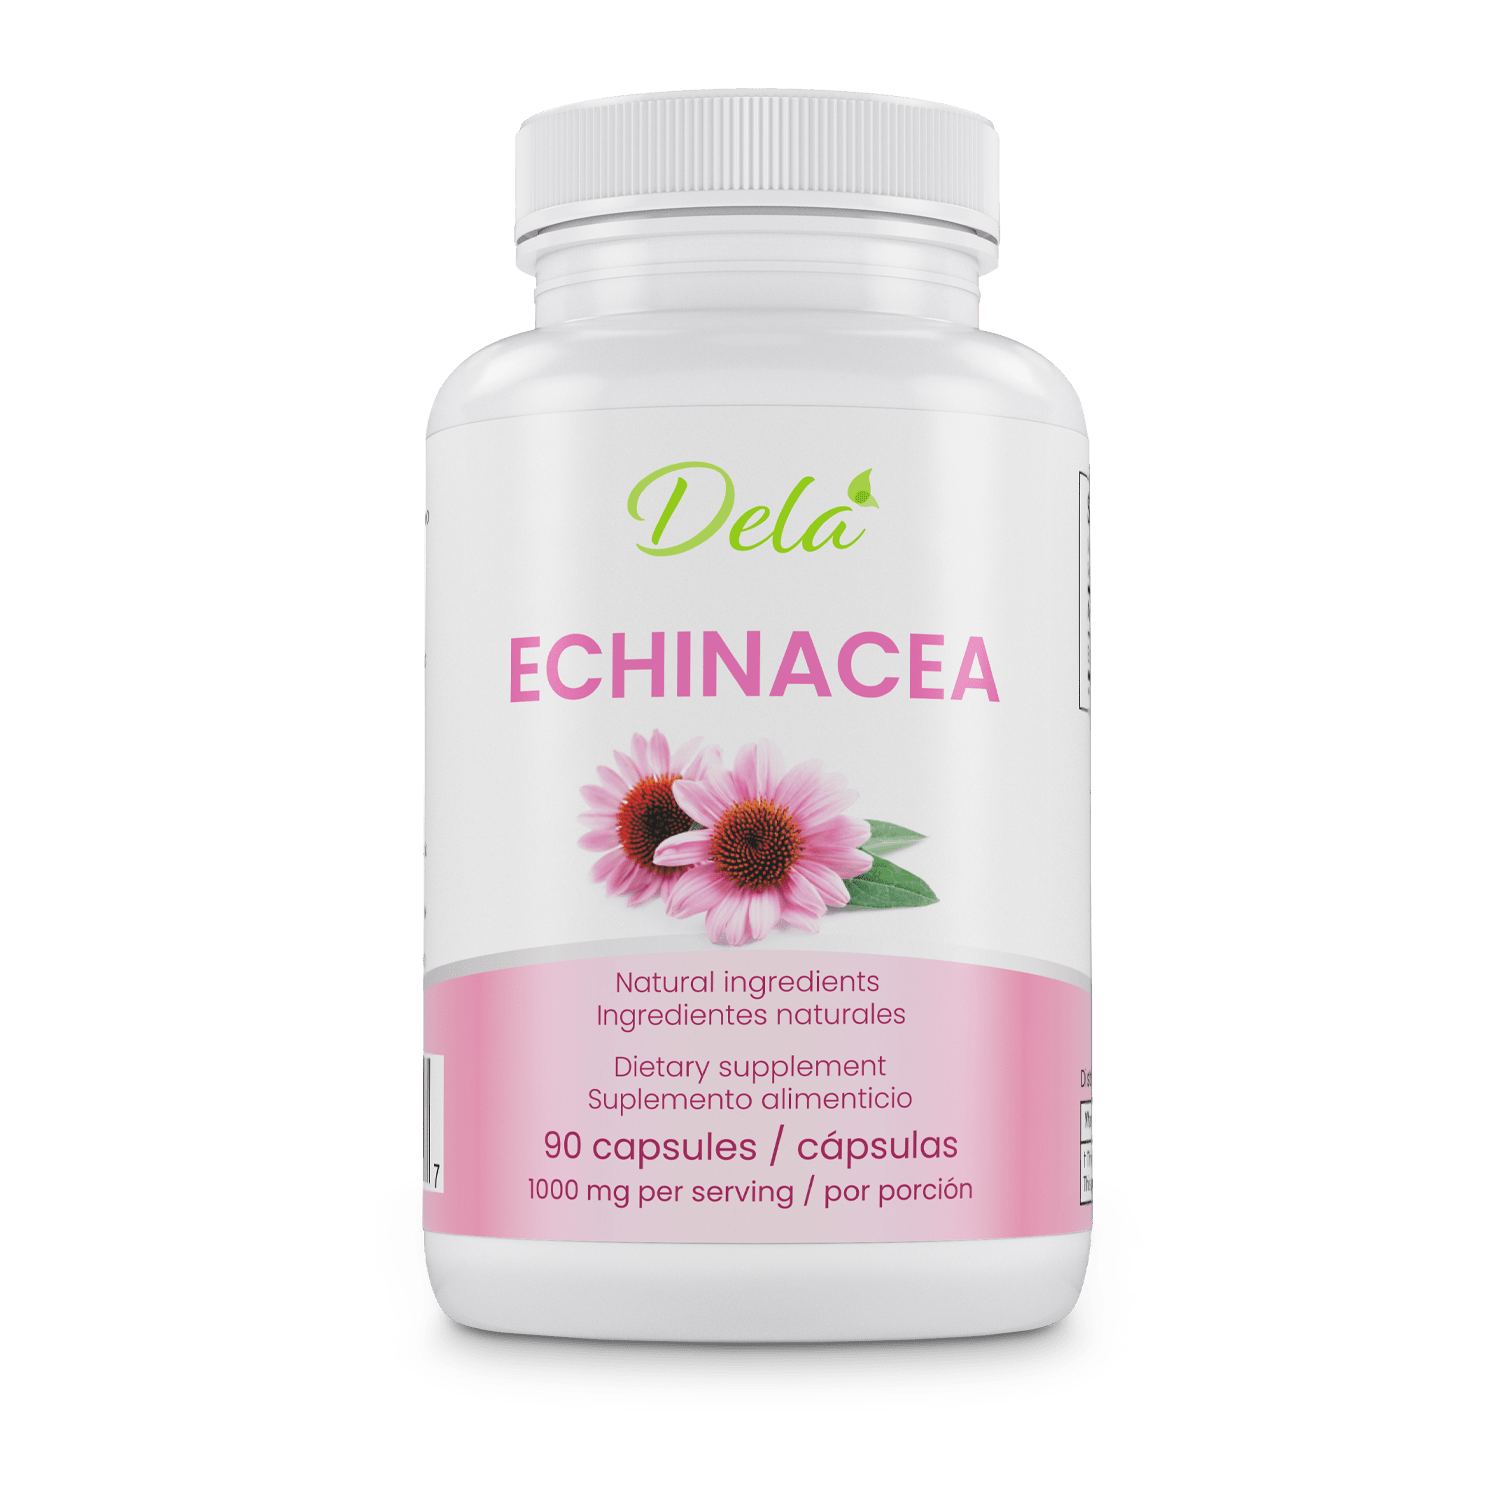 Dela
ECHINACEA
Natural ingredients
Ingredientes naturales
Dietary supplement
Suplemento alimenticio
90 capsules / cápsulas
1000 mg per serving / por porción
7